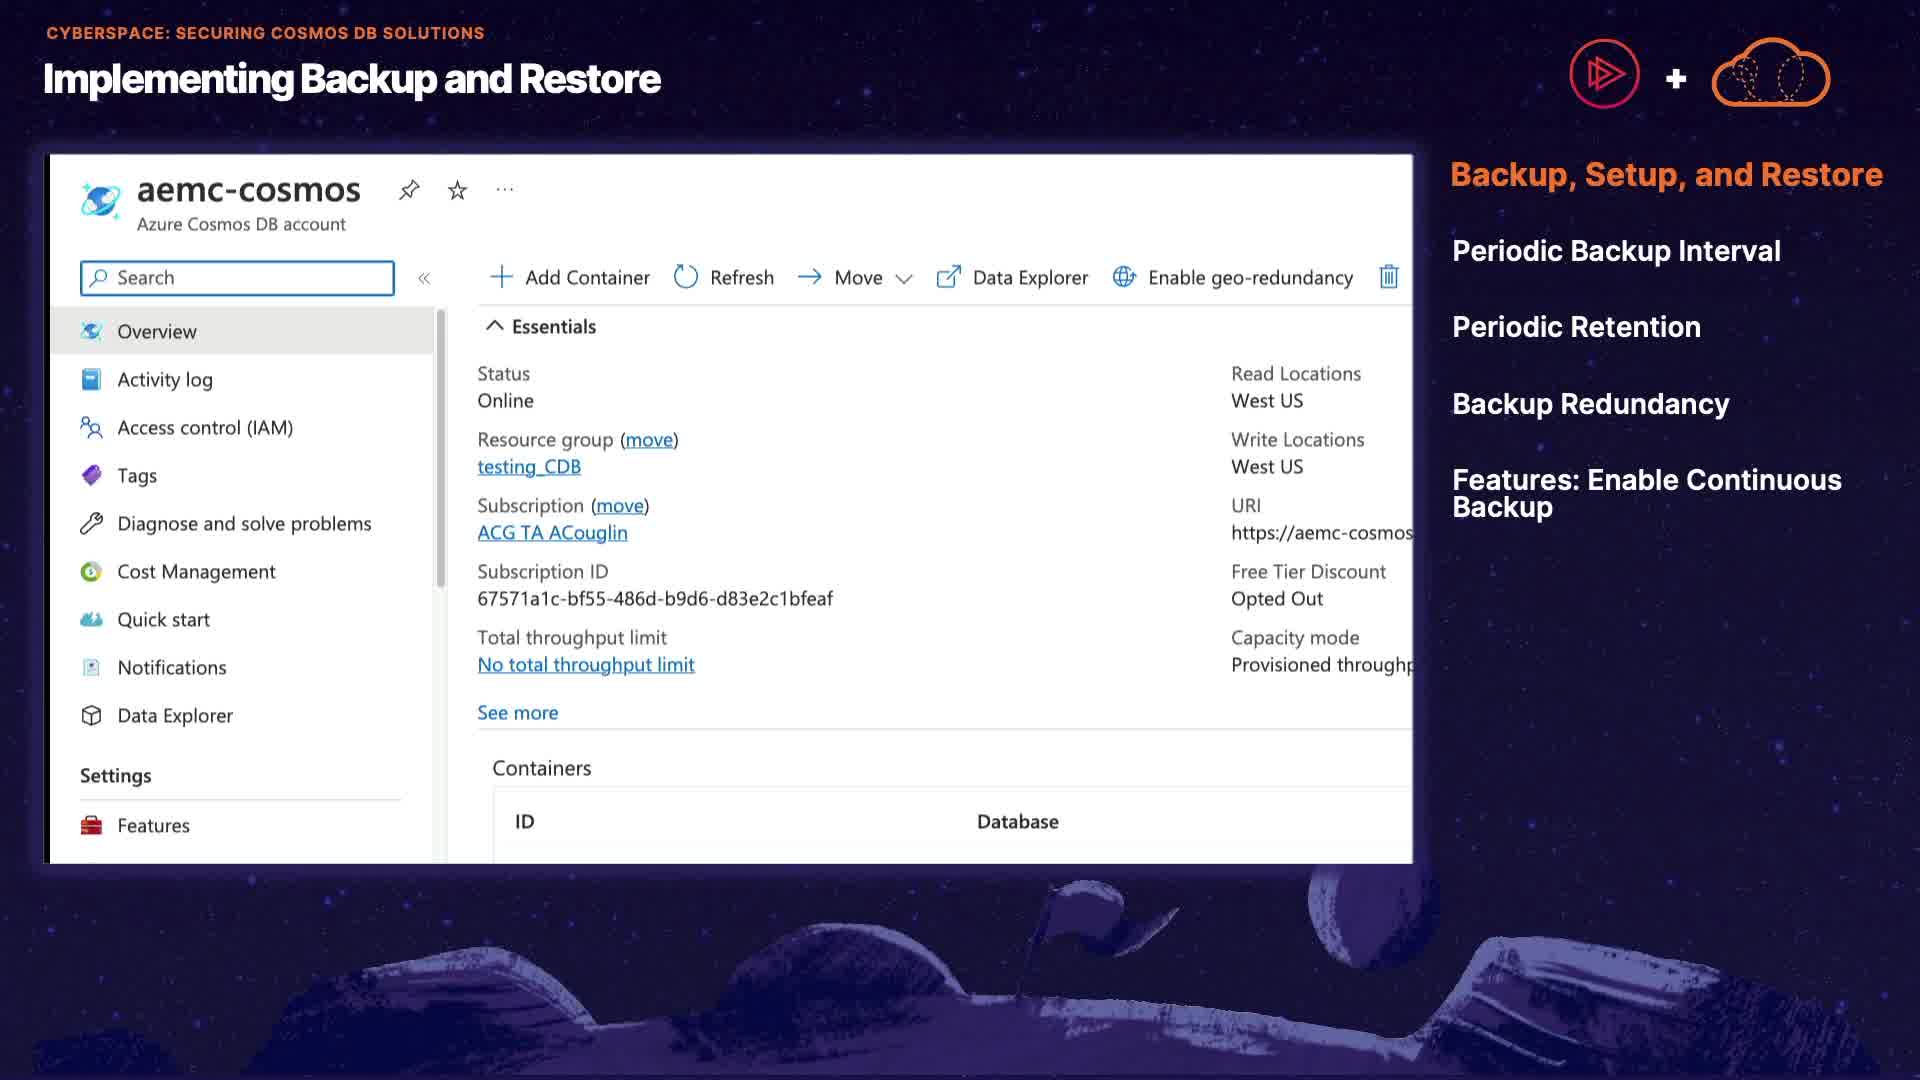 CYBERSPACE: SECURING COSMOS DB SOLUTIONS
Implementing Backup and Restore
aemc-cosmos
Azure Cosmos DB account
Search
Overview
Activity log
Access control (IAM)
Tags
Diagnose and solve problems
Cost Management
Quick start
Notifications
Data Explorer
Settings
Features
Add Container Refresh Move Data Explorer Enable geo-redundancy
Essentials
Status
Online
Resource group (move)
testing_CDB
Subscription (move)
ACG TA ACouglin
Subscription ID
67571a1c-bf55-486d-b9d6-d83e2c1bfeaf
Total throughput limit
No total throughput limit
See more
Read Locations
West US
Write Locations
West US
URI
https://aemc-cosmos
Free Tier Discount
Opted Out
Capacity mode
Provisioned throughp
Containers
ID Database
Backup, Setup, and Restore
Periodic Backup Interval
Periodic Retention
Backup Redundancy
Features: Enable Continuous
Backup